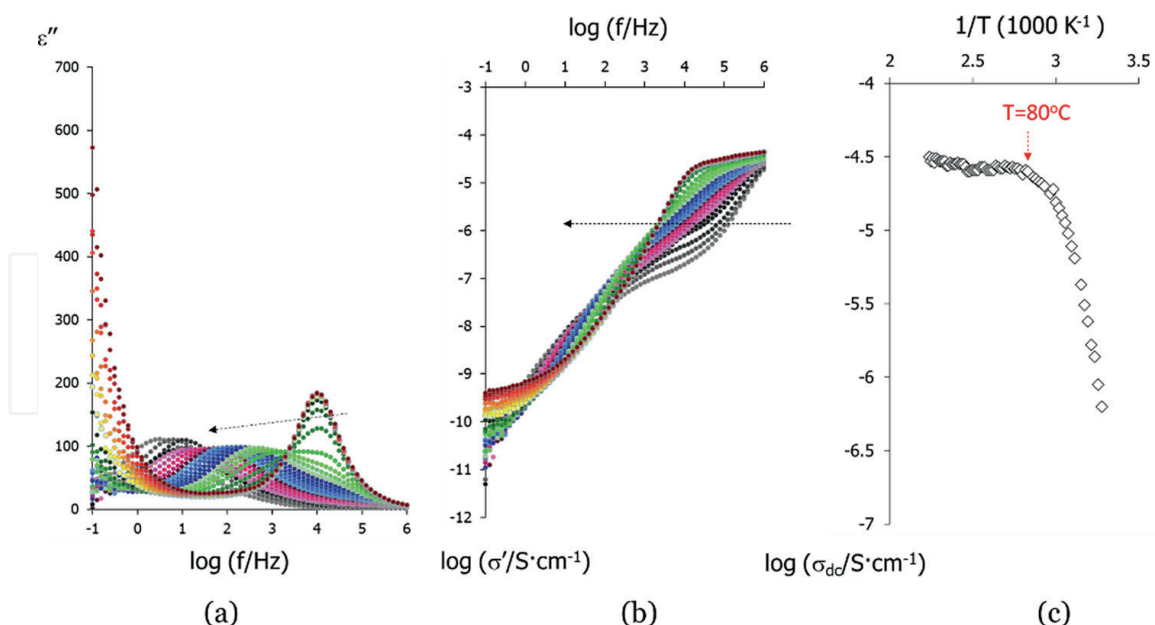 ε″
700
600
500
400
300
200
100
0
-1 0 1 2 3 4 5 6
log (f/Hz)
(a)
log (f/Hz)
-1 0 1 2 3 4 5 6
-3
-4
-5
-6
-7
-8
-9
-10
-11
-12
log (σ′/S·cm⁻¹)
(b)
1/T (1000 K⁻¹)
2 2.5 3 3.5
-4
T=80°C
-4.5
-5
-5.5
-6
-6.5
-7
log (σdc/S·cm⁻¹)
(c)